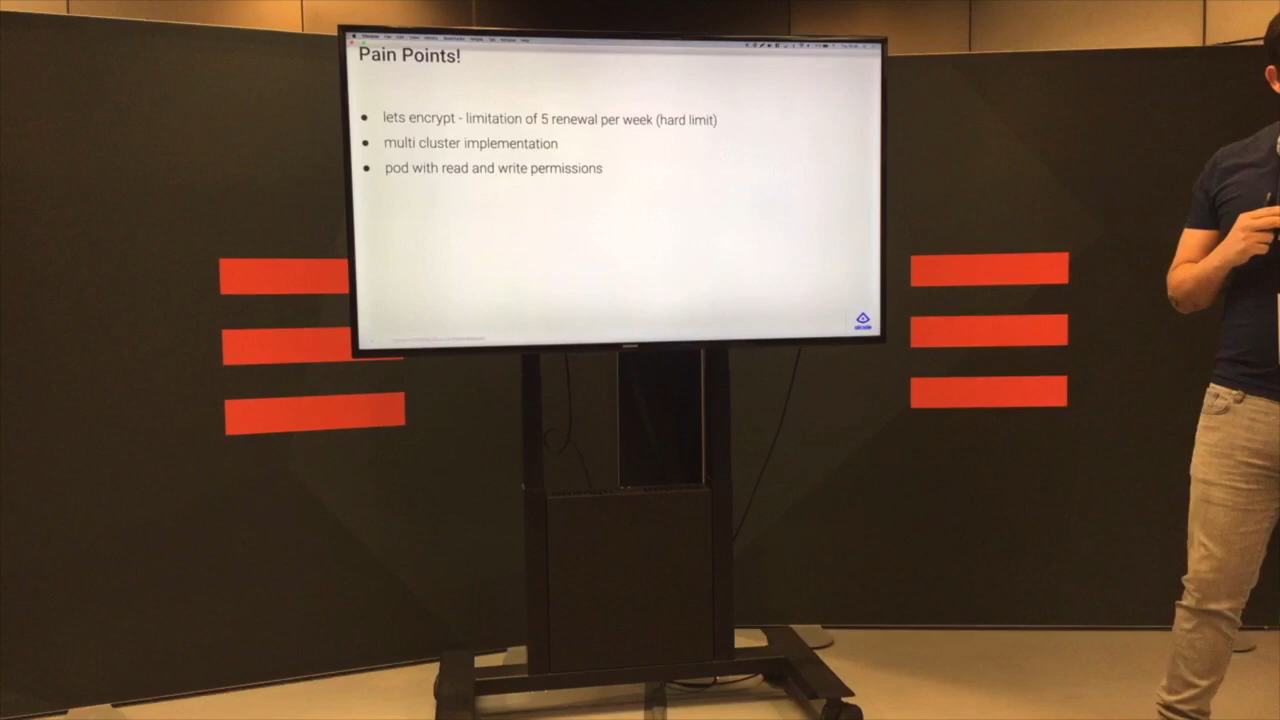 Pain Points!
● lets encrypt - limitation of 5 renewal per week (hard limit)
● multi cluster implementation
● pod with read and write permissions